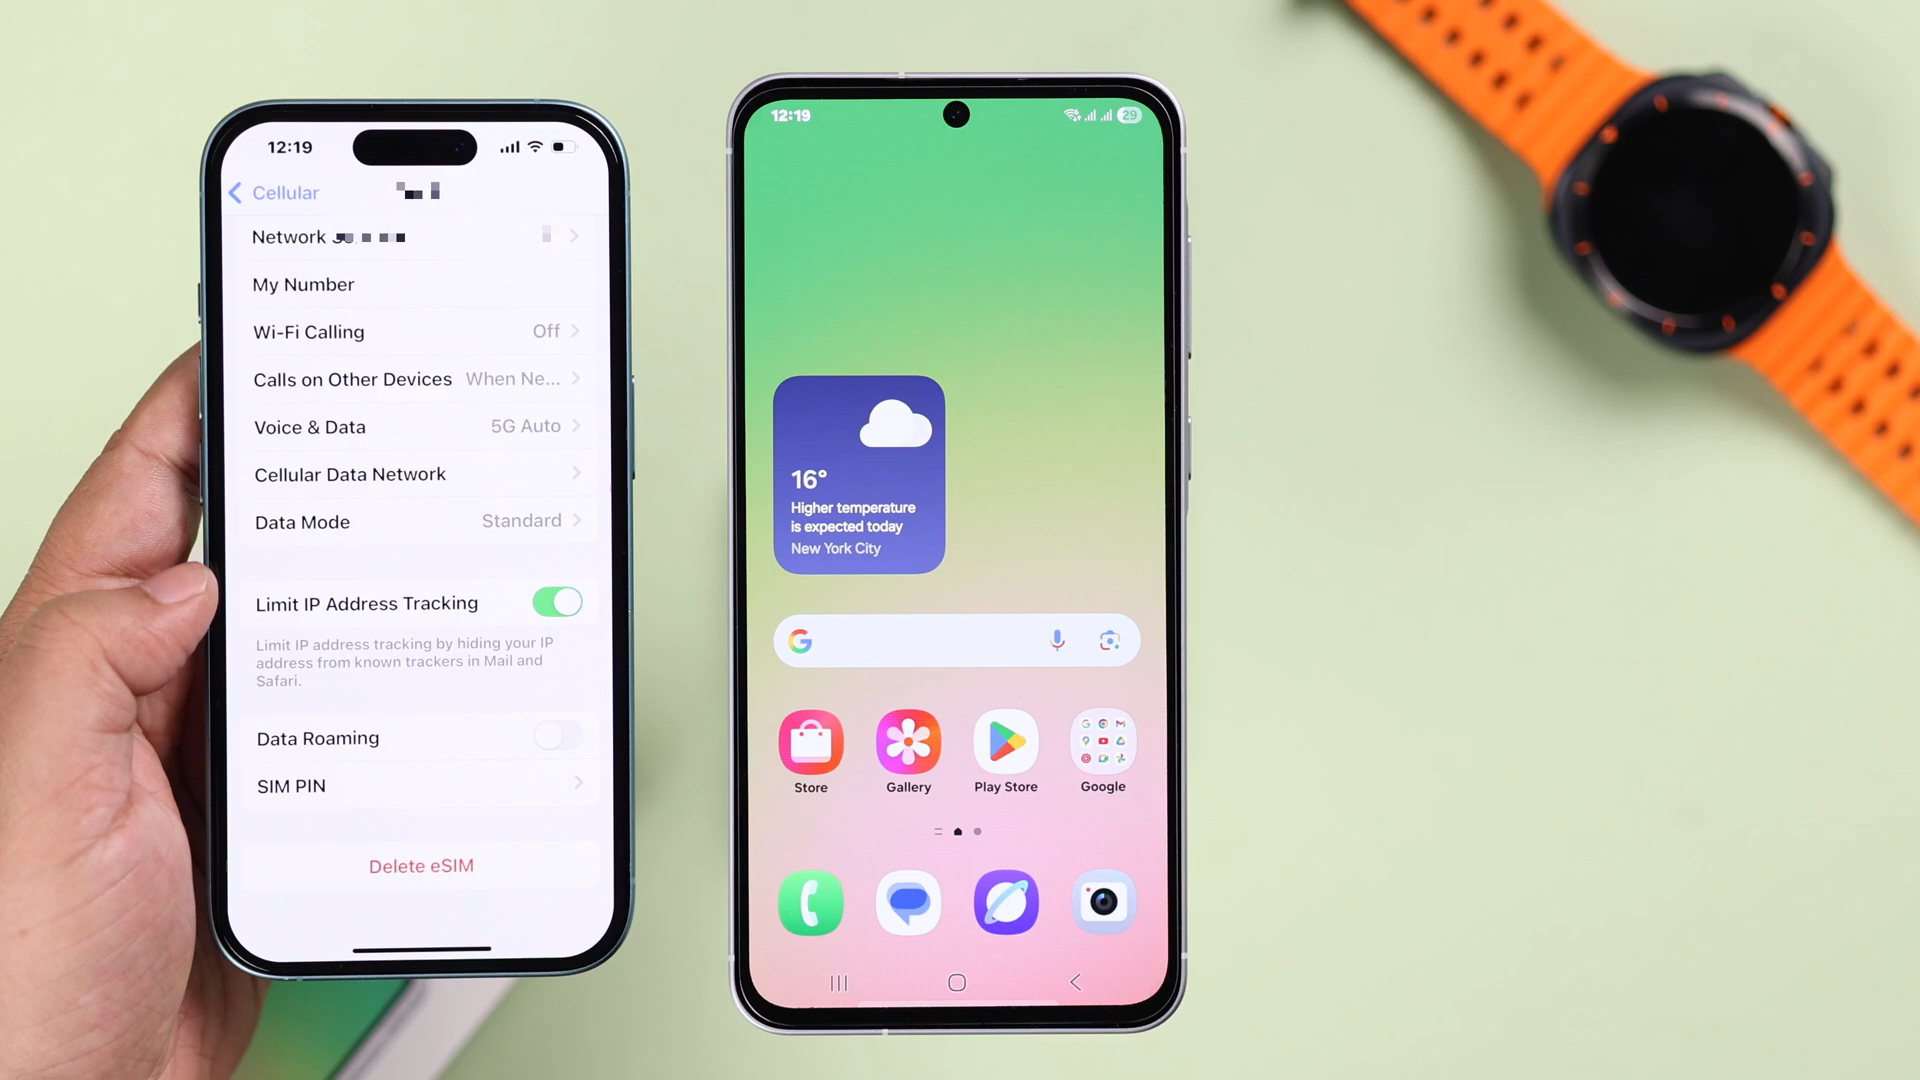 12:19
Cellular
Network
My Number
Wi-Fi Calling Off
Calls on Other Devices When Ne...
Voice & Data 5G Auto
Cellular Data Network
Data Mode Standard
Limit IP Address Tracking
Limit IP address tracking by hiding your IP
address from known trackers in Mail and
Safari.
Data Roaming
SIM PIN
Delete eSIM
12:19 29
16°
Higher temperature
is expected today
New York City
Store Gallery Play Store Google